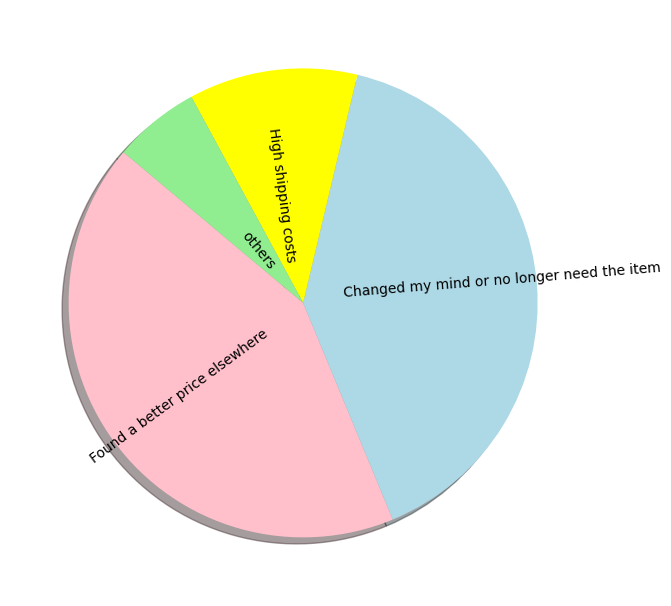 High shipping costs
others
Changed my mind or no longer need the item
Found a better price elsewhere